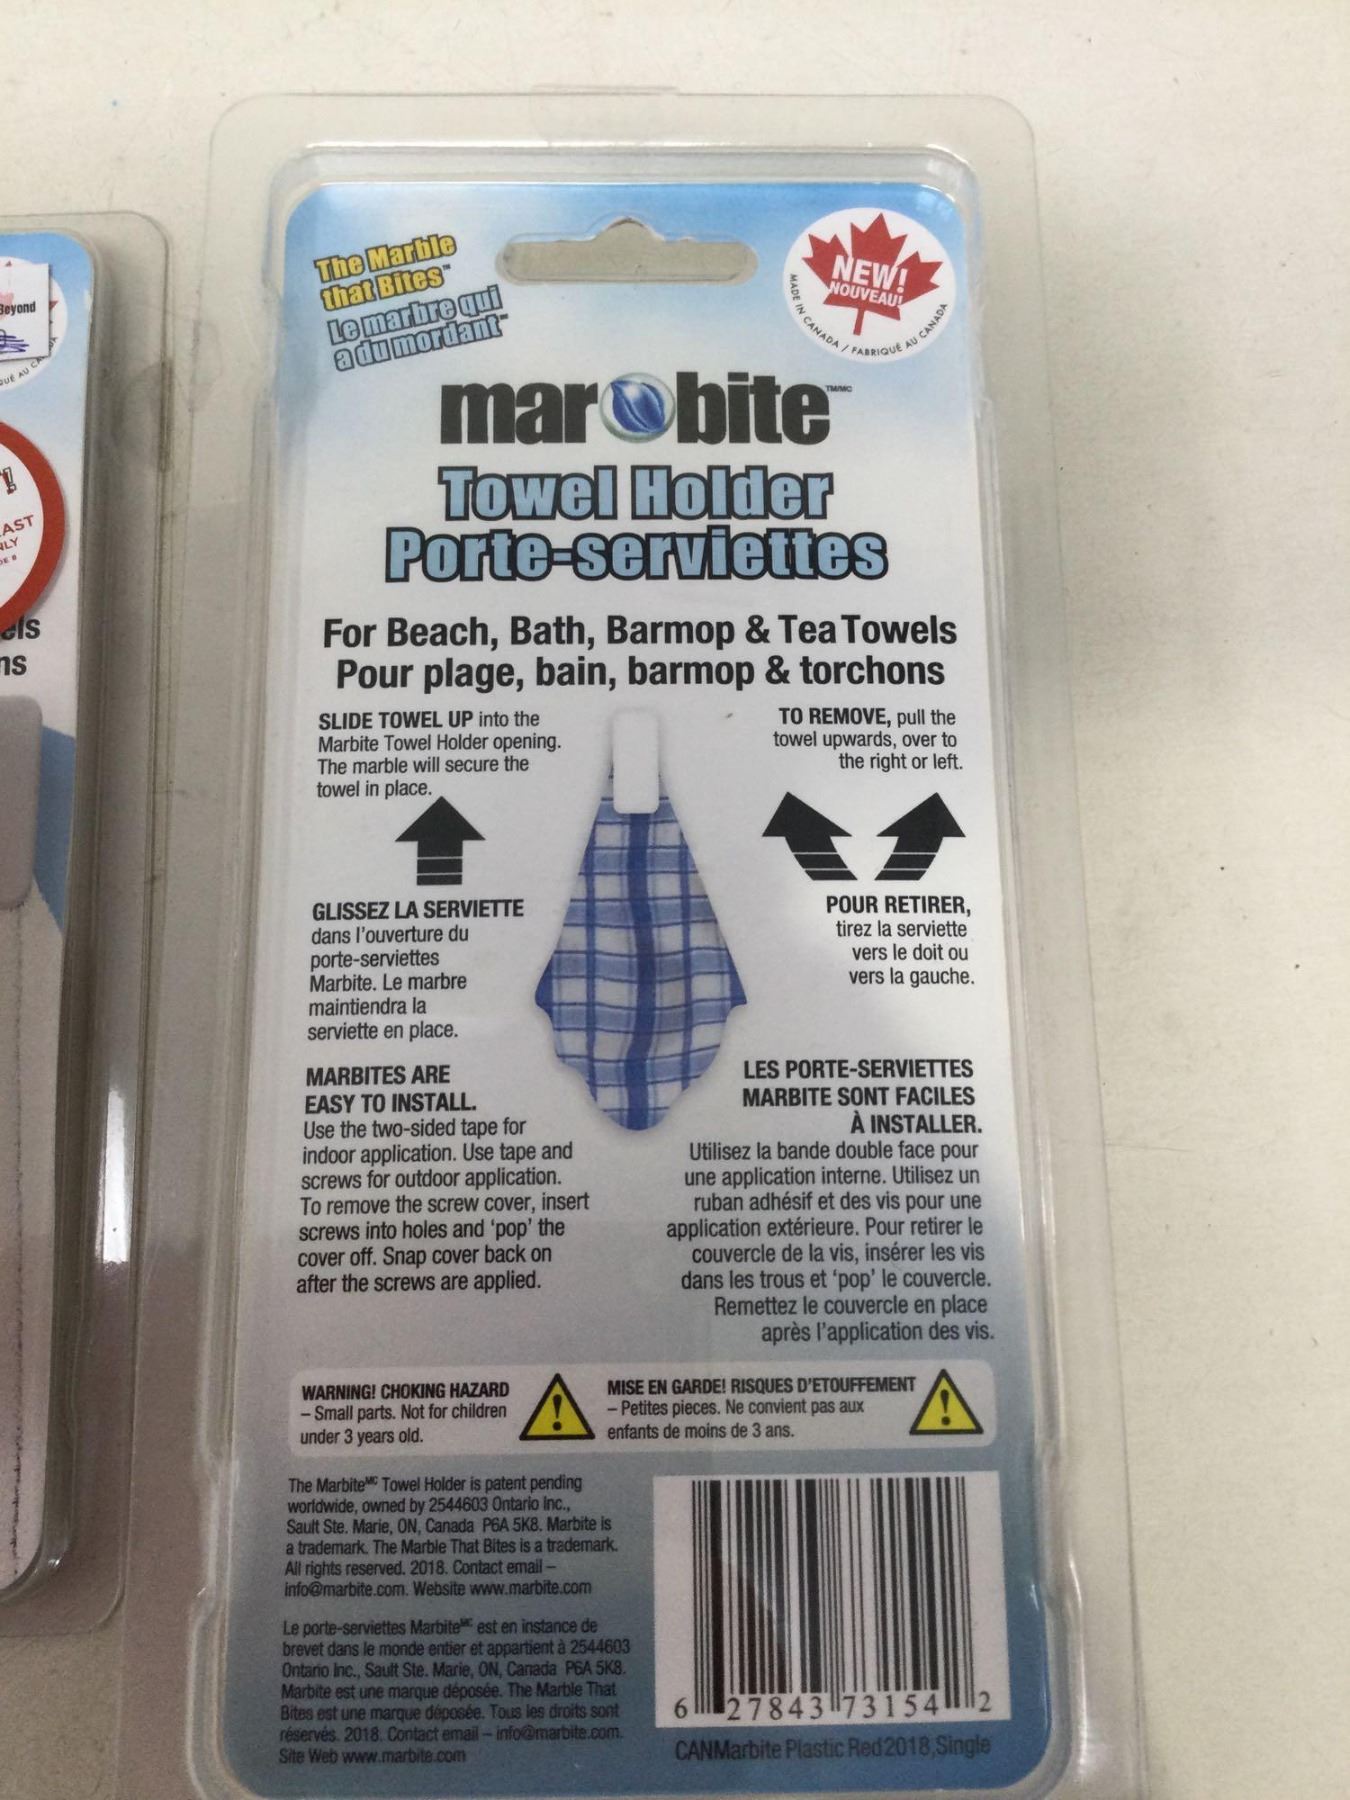 The Marble
that Bites™
Le marbre qui
a du mordant™
NEW!
NOUVEAU!
MADE IN CANADA / FABRIQUÉ AU CANADA
marbite TM/MC
Towel Holder
Porte-serviettes
For Beach, Bath, Barmop & Tea Towels
Pour plage, bain, barmop & torchons
SLIDE TOWEL UP into the
Marbite Towel Holder opening.
The marble will secure the
towel in place.
TO REMOVE, pull the
towel upwards, over to
the right or left.
GLISSEZ LA SERVIETTE
dans l'ouverture du
porte-serviettes
Marbite. Le marbre
maintiendra la
serviette en place.
POUR RETIRER,
tirez la serviette
vers le doit ou
vers la gauche.
MARBITES ARE
EASY TO INSTALL.
Use the two-sided tape for
indoor application. Use tape and
screws for outdoor application.
To remove the screw cover, insert
screws into holes and 'pop' the
cover off. Snap cover back on
after the screws are applied.
LES PORTE-SERVIETTES
MARBITE SONT FACILES
À INSTALLER.
Utilisez la bande double face pour
une application interne. Utilisez un
ruban adhésif et des vis pour une
application extérieure. Pour retirer le
couvercle de la vis, insérer les vis
dans les trous et 'pop' le couvercle.
Remettez le couvercle en place
après l'application des vis.
WARNING! CHOKING HAZARD
– Small parts. Not for children
under 3 years old.
MISE EN GARDE! RISQUES D'ETOUFFEMENT
– Petites pieces. Ne convient pas aux
enfants de moins de 3 ans.
The Marbite MC Towel Holder is patent pending
worldwide, owned by 2544603 Ontario Inc.,
Sault Ste. Marie, ON, Canada P6A 5K8. Marbite is
a trademark. The Marble That Bites is a trademark.
All rights reserved. 2018. Contact email –
info@marbite.com. Website www.marbite.com
Le porte-serviettes Marbite MC est en instance de
brevet dans le monde entier et appartient à 2544603
Ontario Inc., Sault Ste. Marie, ON, Canada P6A 5K8.
Marbite est une marque déposée. The Marble That
Bites est une marque déposée. Tous les droits sont
réservés. 2018. Contact email – info@marbite.com.
Site Web www.marbite.com
6 27843 73154 2
CANMarbite Plastic Red2018,Single
Beyond